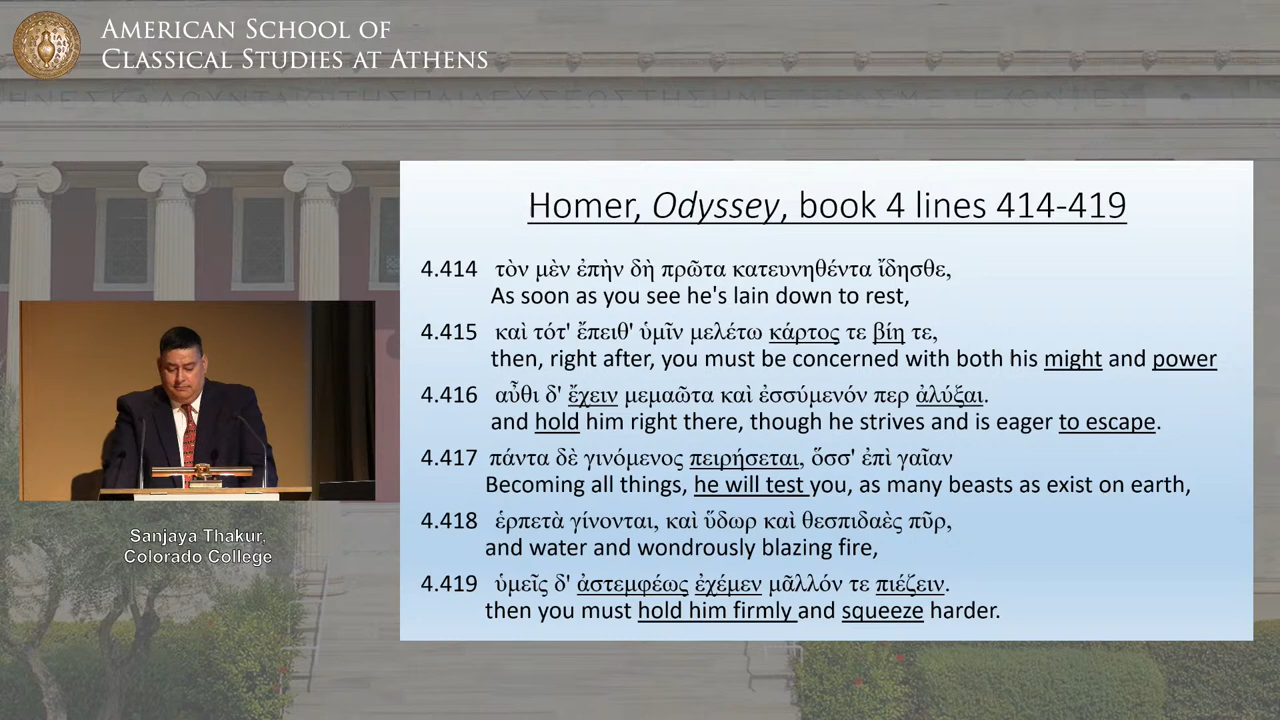 AMERICAN SCHOOL OF
CLASSICAL STUDIES AT ATHENS
Homer, Odyssey, book 4 lines 414-419
4.414 τὸν μὲν ἐπὴν δὴ πρῶτα κατευνηθέντα ἴδησθε,
As soon as you see he's lain down to rest,
4.415 καὶ τότ' ἔπειθ' ὑμῖν μελέτω κάρτος τε βίη τε,
then, right after, you must be concerned with both his might and power
4.416 αὖθι δ' ἔχειν μεμαῶτα καὶ ἐσσύμενόν περ ἀλύξαι.
and hold him right there, though he strives and is eager to escape.
4.417 πάντα δὲ γινόμενος πειρήσεται, ὅσσ' ἐπὶ γαῖαν
Becoming all things, he will test you, as many beasts as exist on earth,
4.418 ἑρπετὰ γίνονται, καὶ ὕδωρ καὶ θεσπιδαὲς πῦρ,
and water and wondrously blazing fire,
4.419 ὑμεῖς δ' ἀστεμφέως ἐχέμεν μᾶλλόν τε πιέζειν.
then you must hold him firmly and squeeze harder.
Sanjaya Thakur,
Colorado College